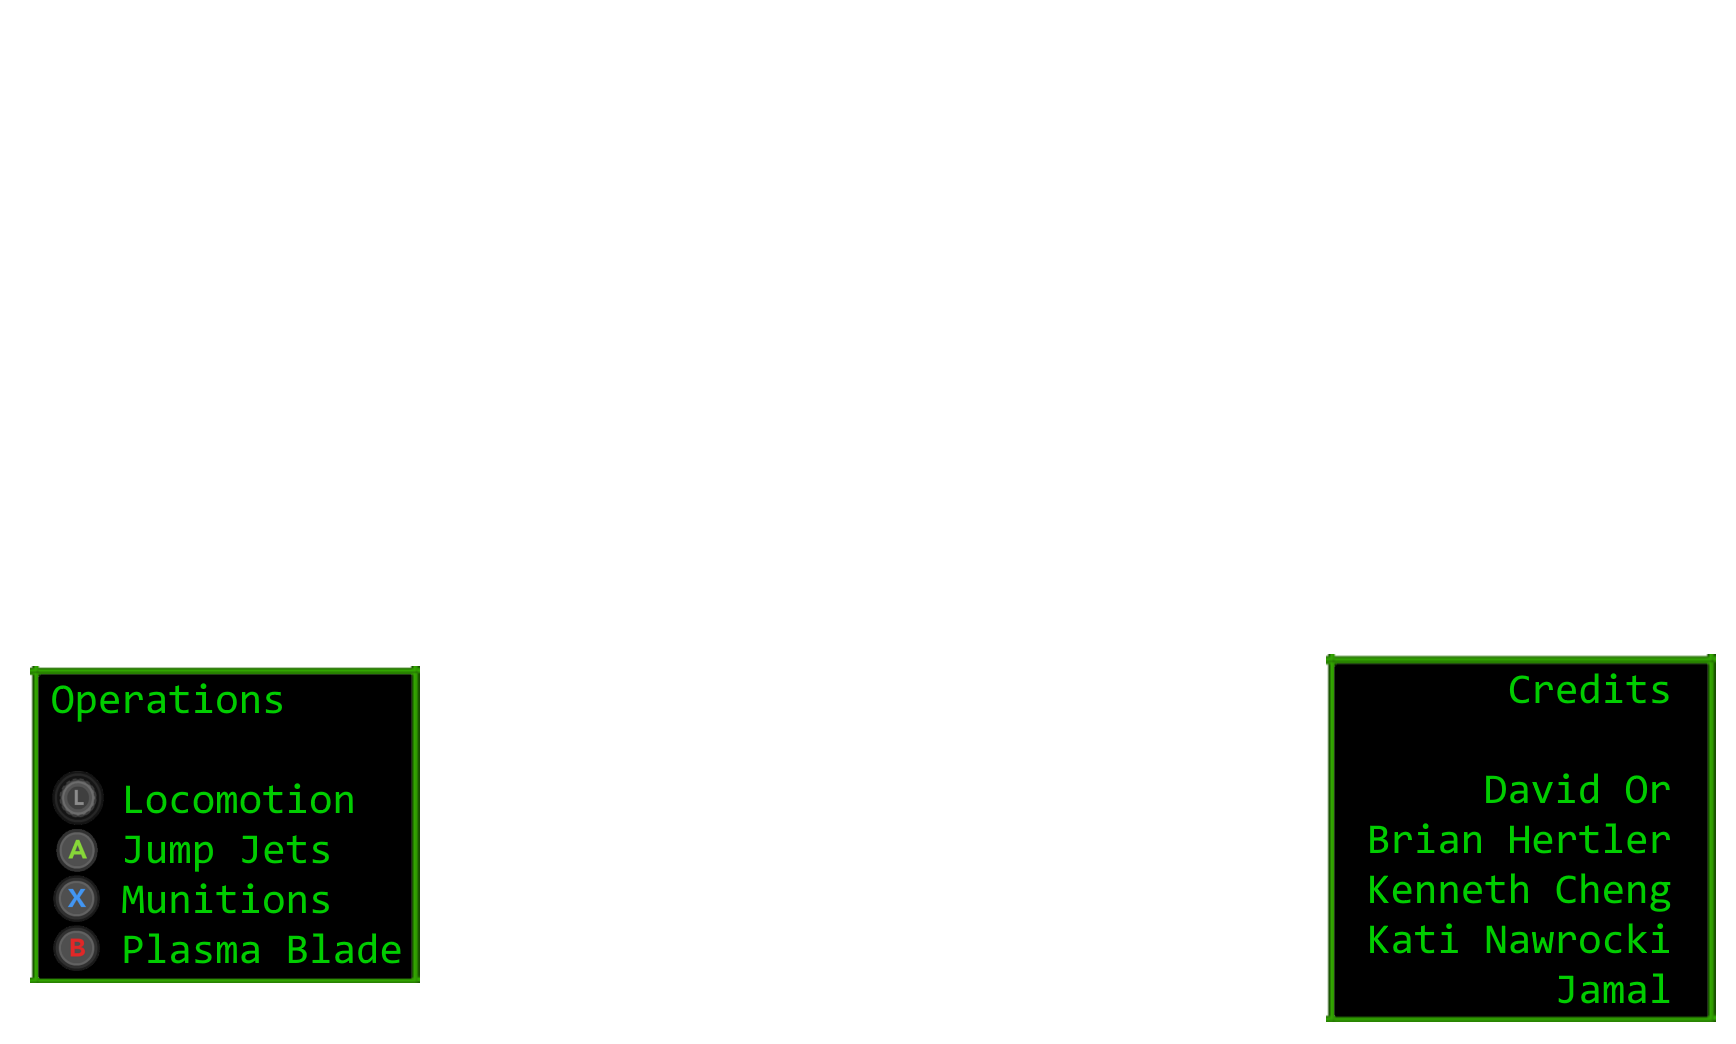 Operations
L Locomotion
A Jump Jets
X Munitions
B Plasma Blade
Credits
David Or
Brian Hertler
Kenneth Cheng
Kati Nawrocki
Jamal